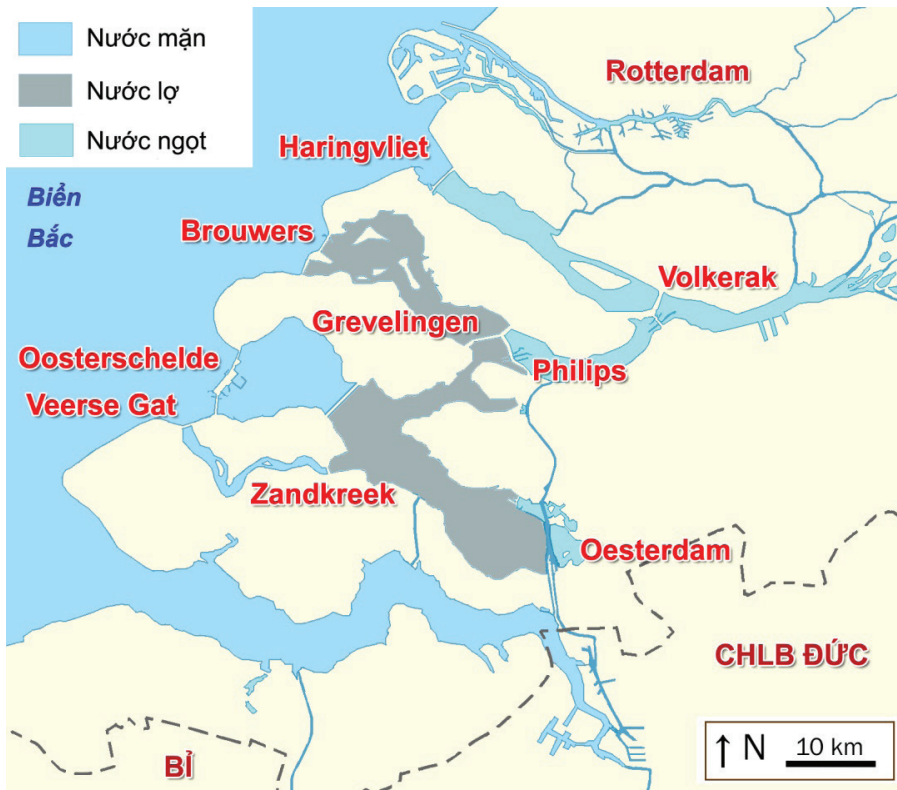 Nước mặn
Nước lợ
Nước ngọt
Rotterdam
Haringvliet
Biển
Bắc
Brouwers
Volkerak
Grevelingen
Oosterschelde
Philips
Veerse Gat
Zandkreek
Oesterdam
CHLB ĐỨC
BỈ
N
10 km